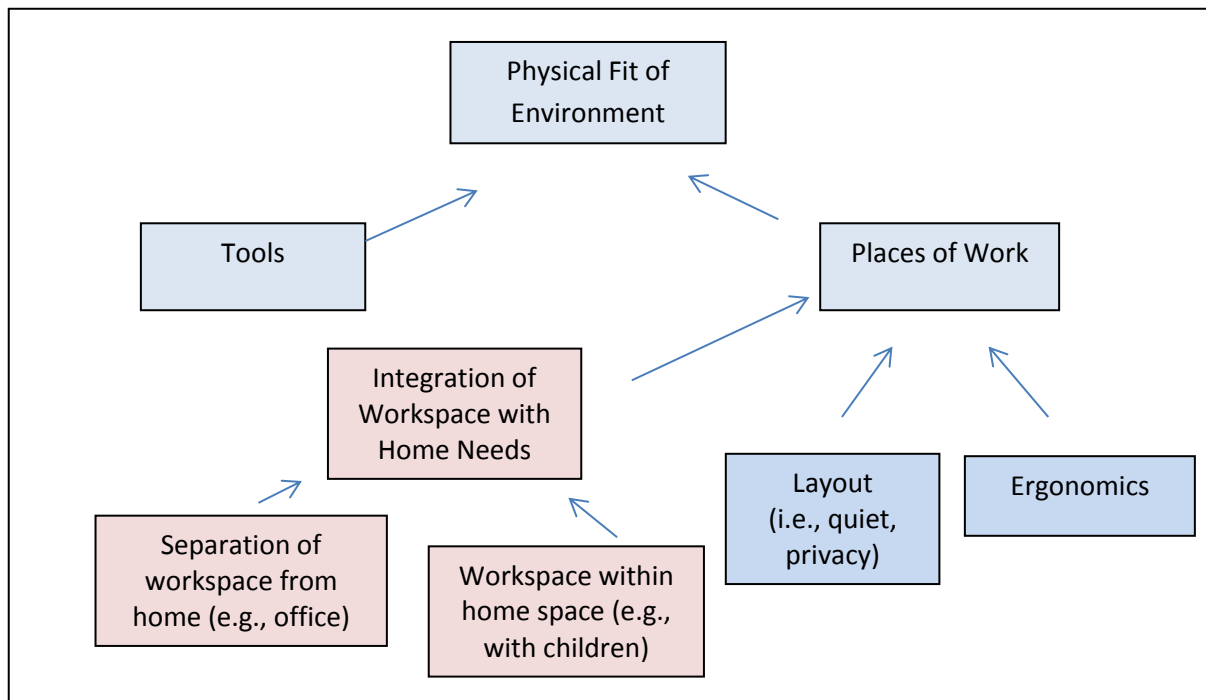 Physical Fit of
Environment
Tools
Places of Work
Integration of
Workspace with
Home Needs
Layout
(i.e., quiet,
privacy)
Ergonomics
Separation of
workspace from
home (e.g., office)
Workspace within
home space (e.g.,
with children)